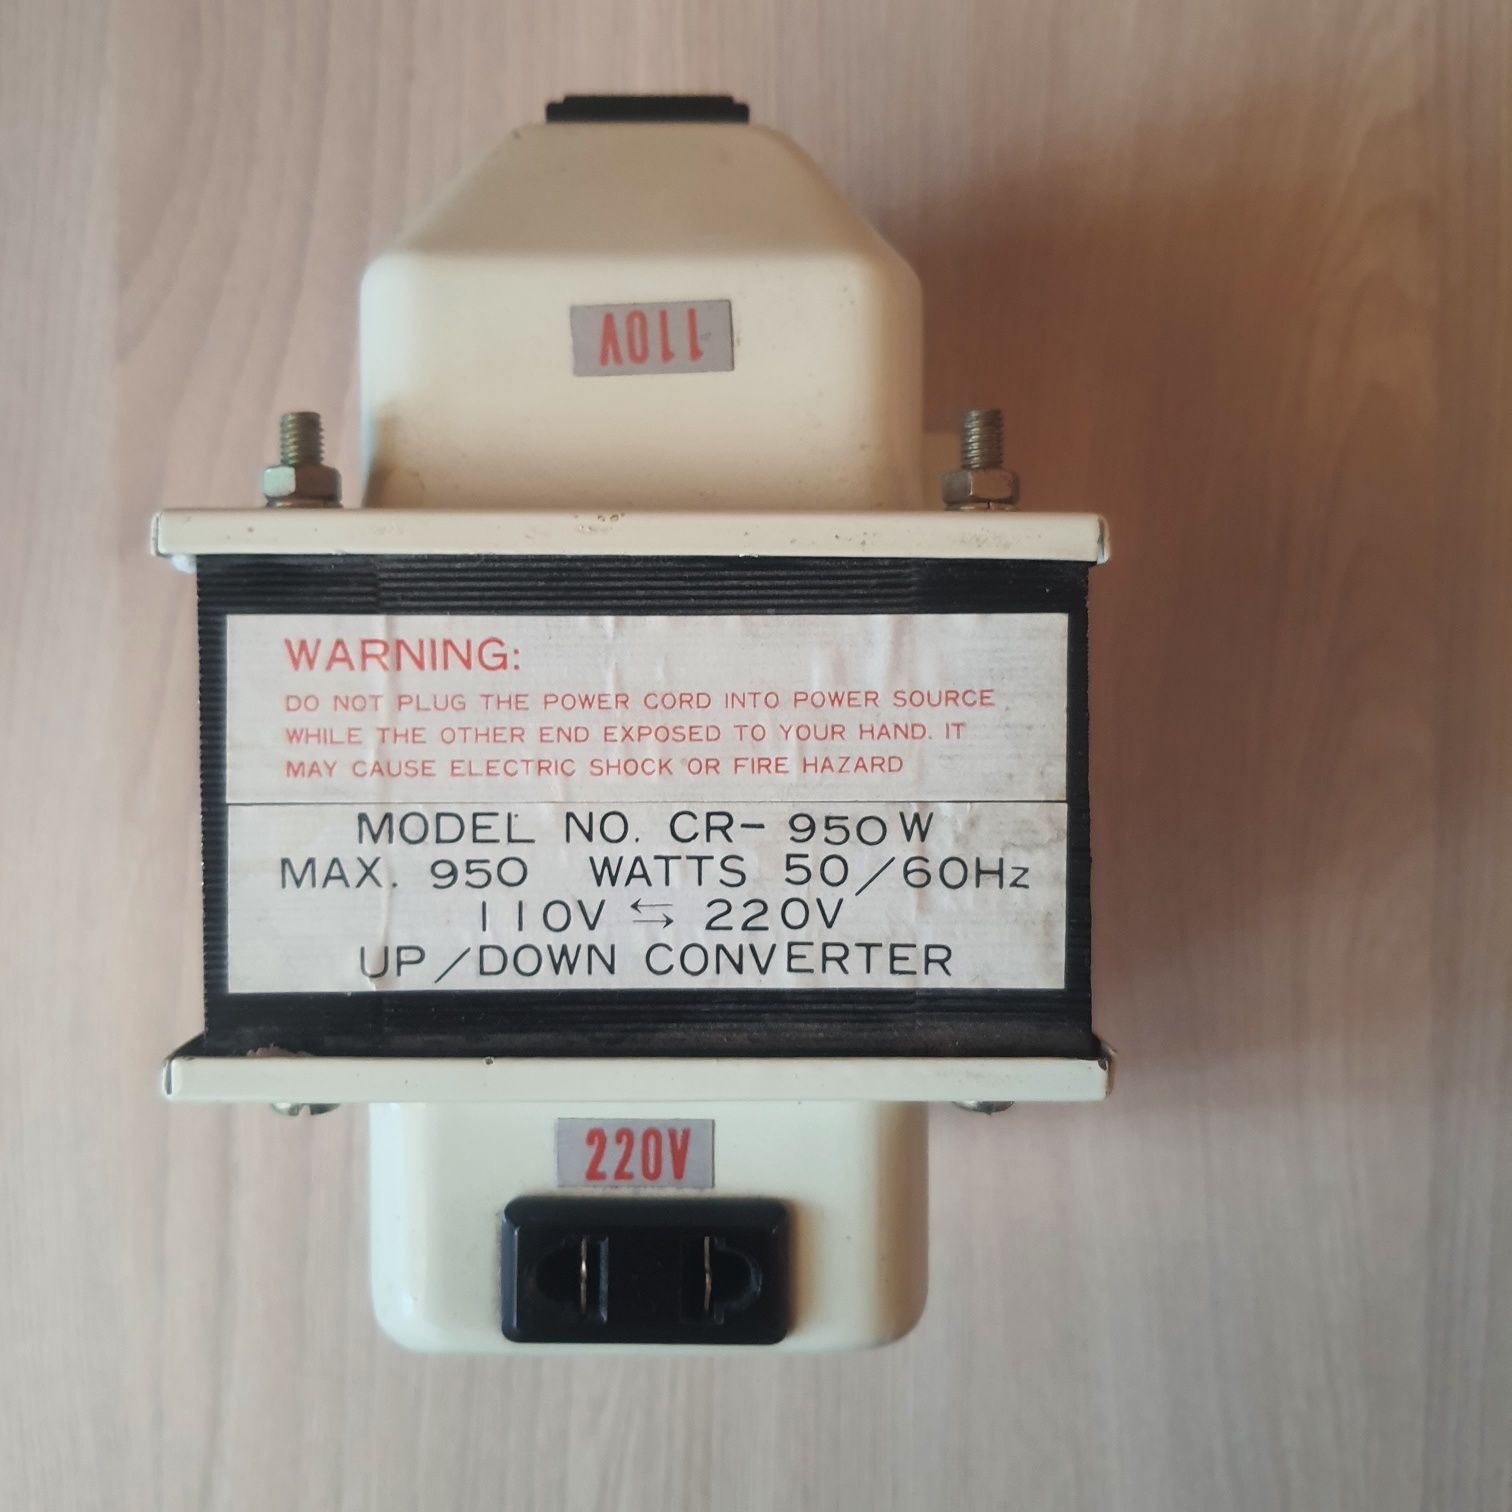 110V
WARNING:
DO NOT PLUG THE POWER CORD INTO POWER SOURCE
WHILE THE OTHER END EXPOSED TO YOUR HAND. IT
MAY CAUSE ELECTRIC SHOCK OR FIRE HAZARD
MODEL NO. CR- 950 W
MAX. 950 WATTS 50/60Hz
110V ⇆ 220V
UP/DOWN CONVERTER
220V